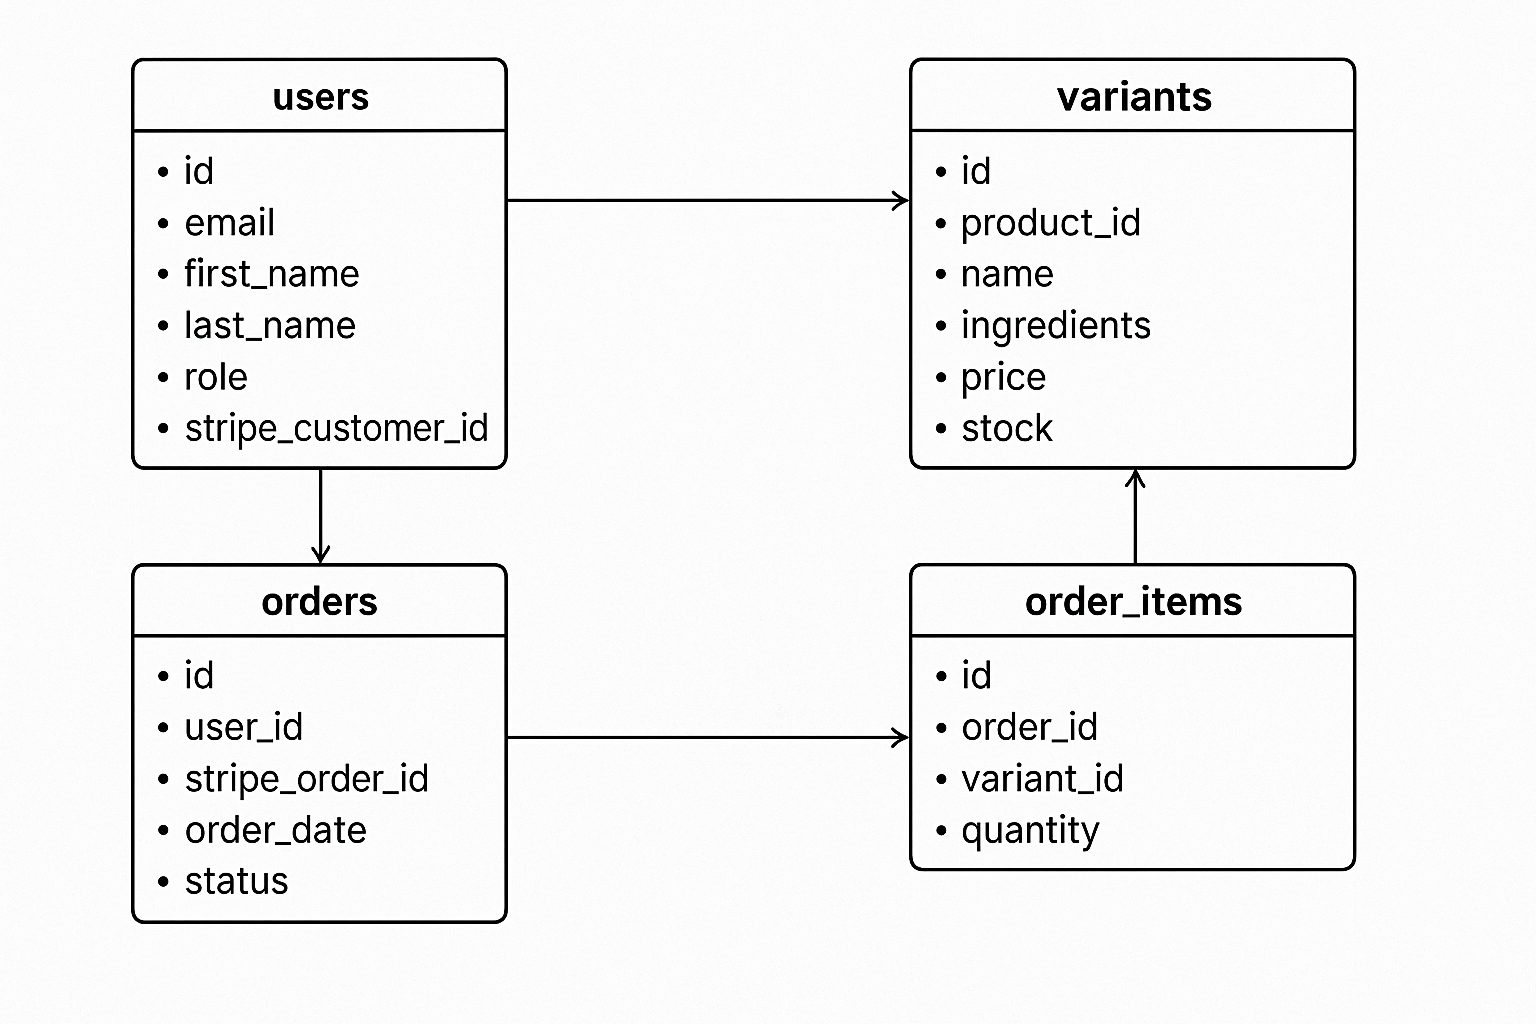 users
• id
• email
• first_name
• last_name
• role
• stripe_customer_id
variants
• id
• product_id
• name
• ingredients
• price
• stock
orders
• id
• user_id
• stripe_order_id
• order_date
• status
order_items
• id
• order_id
• variant_id
• quantity